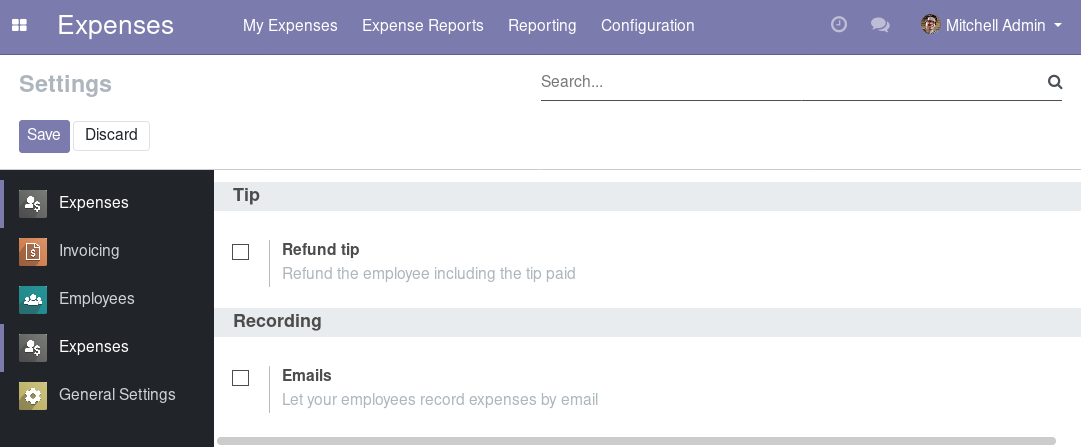 Expenses My Expenses Expense Reports Reporting Configuration Mitchell Admin
Settings Search...
Save Discard
Expenses
Invoicing
Employees
Expenses
General Settings
Tip
Refund tip
Refund the employee including the tip paid
Recording
Emails
Let your employees record expenses by email